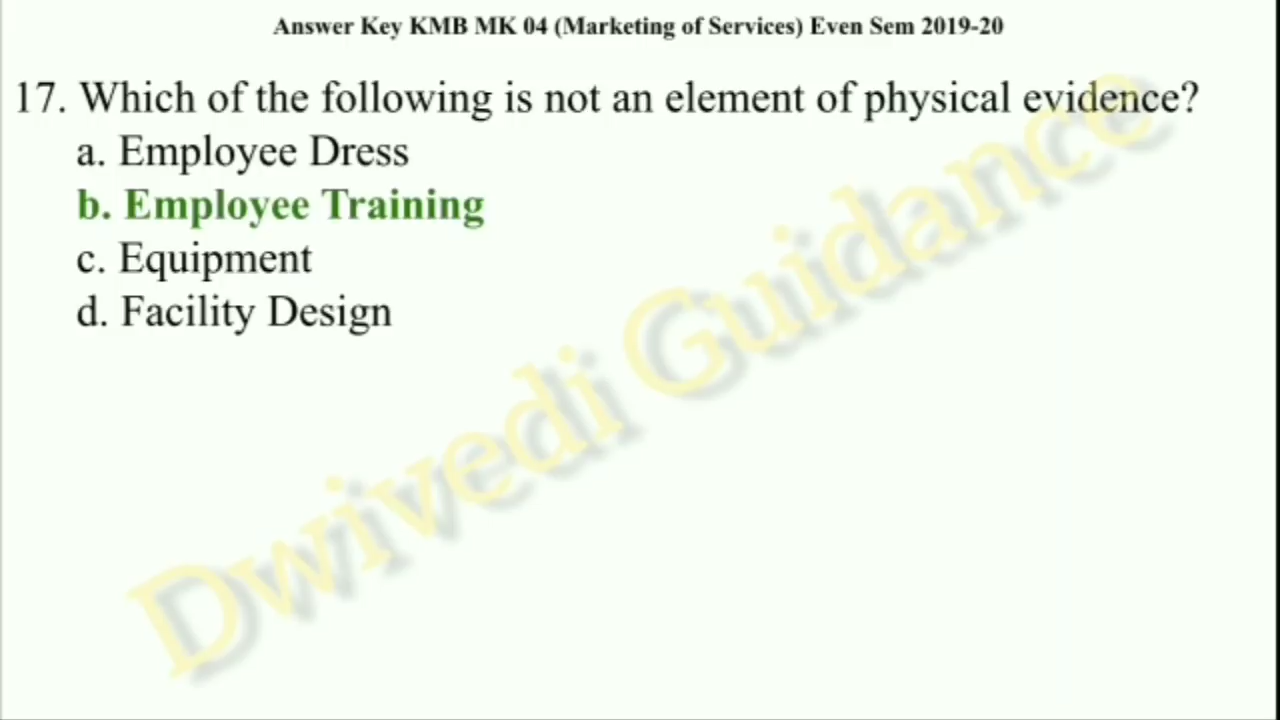 Answer Key KMB MK 04 (Marketing of Services) Even Sem 2019-20
17. Which of the following is not an element of physical evidence?
a. Employee Dress
b. Employee Training
c. Equipment
d. Facility Design
Dwivedi Guidance